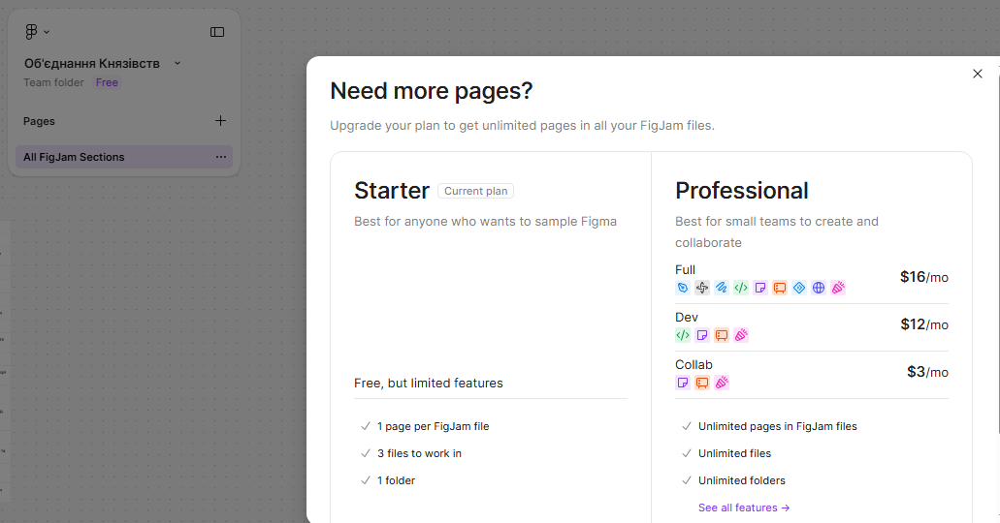 Об'єднання Князівств
Team folder Free
Pages
All FigJam Sections
Need more pages?
Upgrade your plan to get unlimited pages in all your FigJam files.
Starter Current plan
Best for anyone who wants to sample Figma
Free, but limited features
1 page per FigJam file
3 files to work in
1 folder
Professional
Best for small teams to create and
collaborate
Full
$16/mo
Dev
$12/mo
Collab
$3/mo
Unlimited pages in FigJam files
Unlimited files
Unlimited folders
See all features →